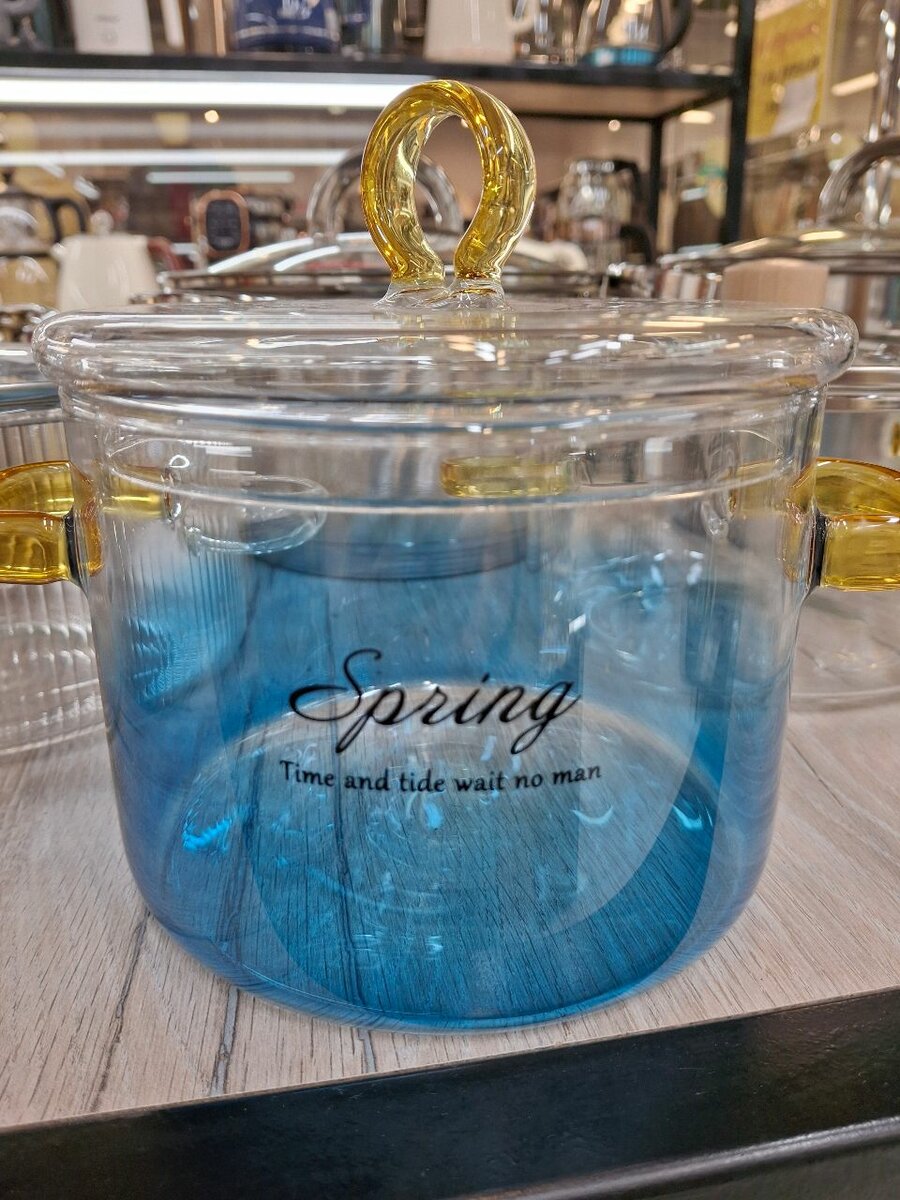 Spring
Time and tide wait no man